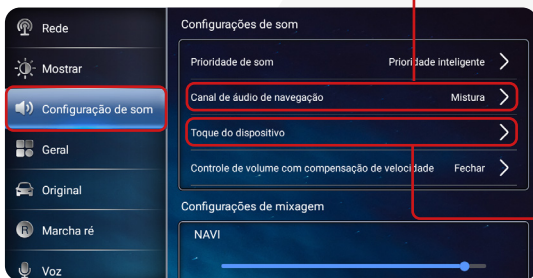 Rede
Mostrar
Configuração de som
Geral
Original
R Marcha ré
Voz
Configurações de som
Prioridade de som Prioridade inteligente
Canal de áudio de navegação Mistura
Toque do dispositivo
Controle de volume com compensação de velocidade Fechar
Configurações de mixagem
NAVI